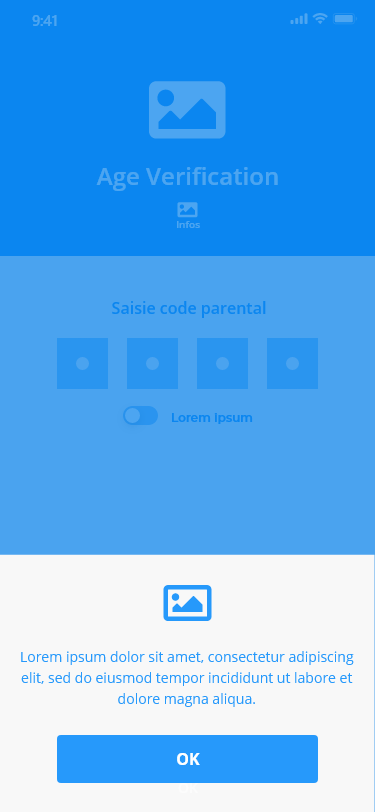 9:41
Age Verification
Infos
Saisie code parental
Lorem ipsum
Lorem ipsum dolor sit amet, consectetur adipiscing
elit, sed do eiusmod tempor incididunt ut labore et
dolore magna aliqua.
OK